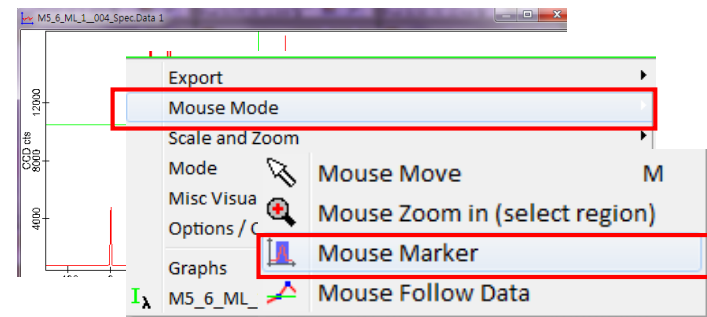 M5_6_ML_1__004_Spec.Data 1
12000
CCD cts
8000
4000
Export
Mouse Mode
Scale and Zoom
Mode
Misc Visua
Options /
Graphs
M5_6_ML_
Mouse Move M
Mouse Zoom in (select region)
Mouse Marker
Mouse Follow Data